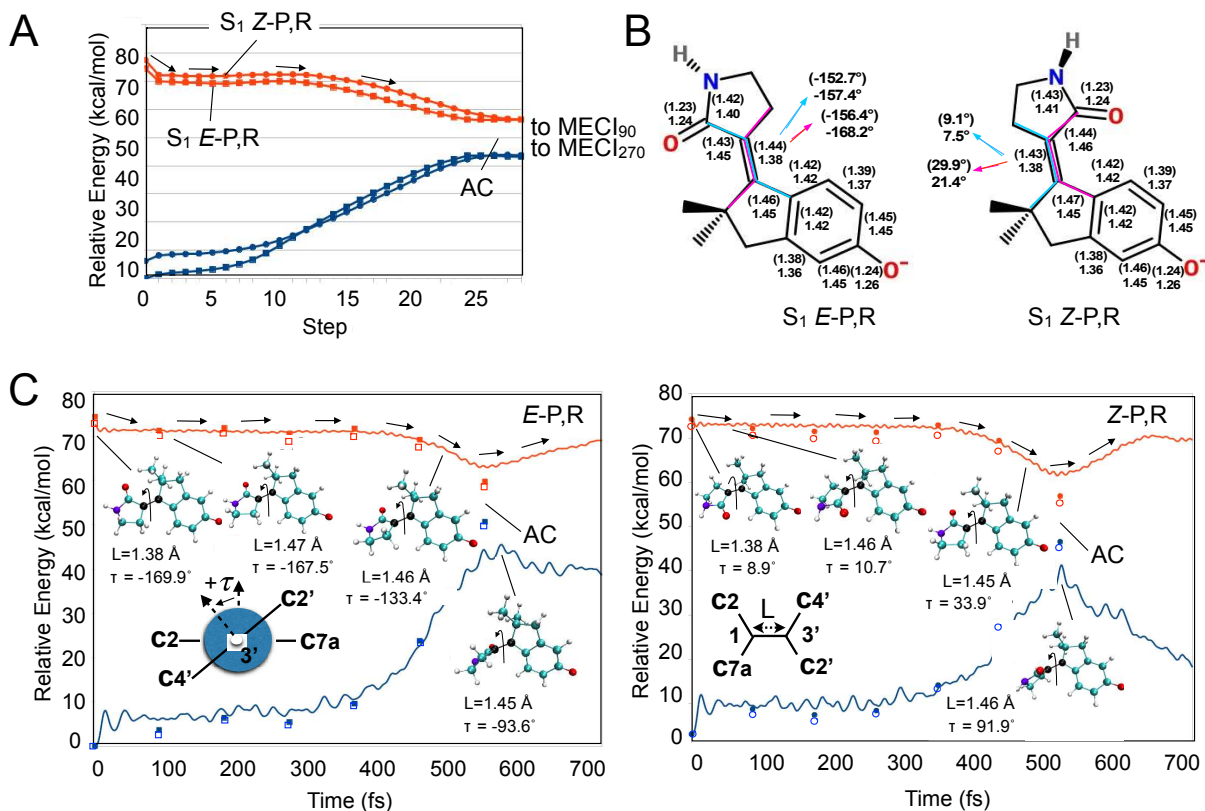 A
S₁ Z-P,R
S₁ E-P,R
AC
to MECI₉₀
to MECI₂₇₀
Relative Energy (kcal/mol)
80
70
60
50
40
30
20
10
0
5
10
15
20
25
Step
B
H
N
O
(1.23)
1.24
(1.42)
1.40
(1.43)
1.45
(1.44)
1.38
(-152.7°)
-157.4°
(-156.4°)
-168.2°
(1.42)
1.42
(1.39)
1.37
(1.46)
1.45
(1.42)
1.42
(1.45)
1.45
(1.38)
1.36
(1.46)
1.45
(1.24)
1.26
O⁻
S₁ E-P,R
H
N
O
(1.43)
1.41
(1.23)
1.24
(9.1°)
7.5°
(29.9°)
21.4°
(1.44)
1.46
(1.43)
1.38
(1.42)
1.42
(1.39)
1.37
(1.47)
1.45
(1.42)
1.42
(1.45)
1.45
(1.38)
1.36
(1.46)
1.45
(1.24)
1.26
O⁻
S₁ Z-P,R
C
E-P,R
Relative Energy (kcal/mol)
80
70
60
50
40
30
20
10
0
L=1.38 Å
τ = -169.9°
L=1.47 Å
τ = -167.5°
L=1.46 Å
τ = -133.4°
AC
L=1.45 Å
τ = -93.6°
+τ
C2'
C2
C7a
3'
C4'
0
100
200
300
400
500
600
700
Time (fs)
Z-P,R
Relative Energy (kcal/mol)
80
70
60
50
40
30
20
10
0
L=1.38 Å
τ = 8.9°
L=1.46 Å
τ = 10.7°
L=1.45 Å
τ = 33.9°
AC
L=1.46 Å
τ = 91.9°
C2
L
C4'
1
3'
C7a
C2'
0
100
200
300
400
500
600
700
Time (fs)